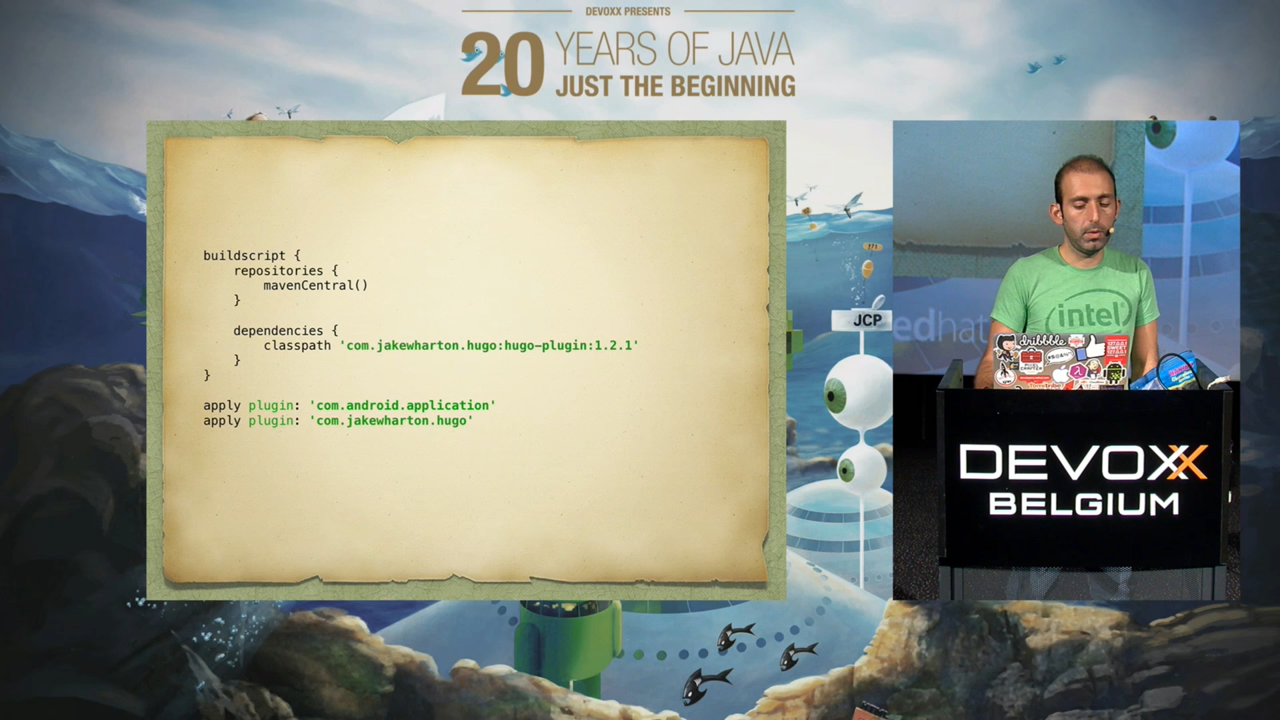 DEVOXX PRESENTS
20 YEARS OF JAVA
JUST THE BEGINNING
buildscript {
    repositories {
        mavenCentral()
    }

    dependencies {
        classpath 'com.jakewharton.hugo:hugo-plugin:1.2.1'
    }
}

apply plugin: 'com.android.application'
apply plugin: 'com.jakewharton.hugo'
JCP
edhat
intel
dribbble
DEVOXX
BELGIUM